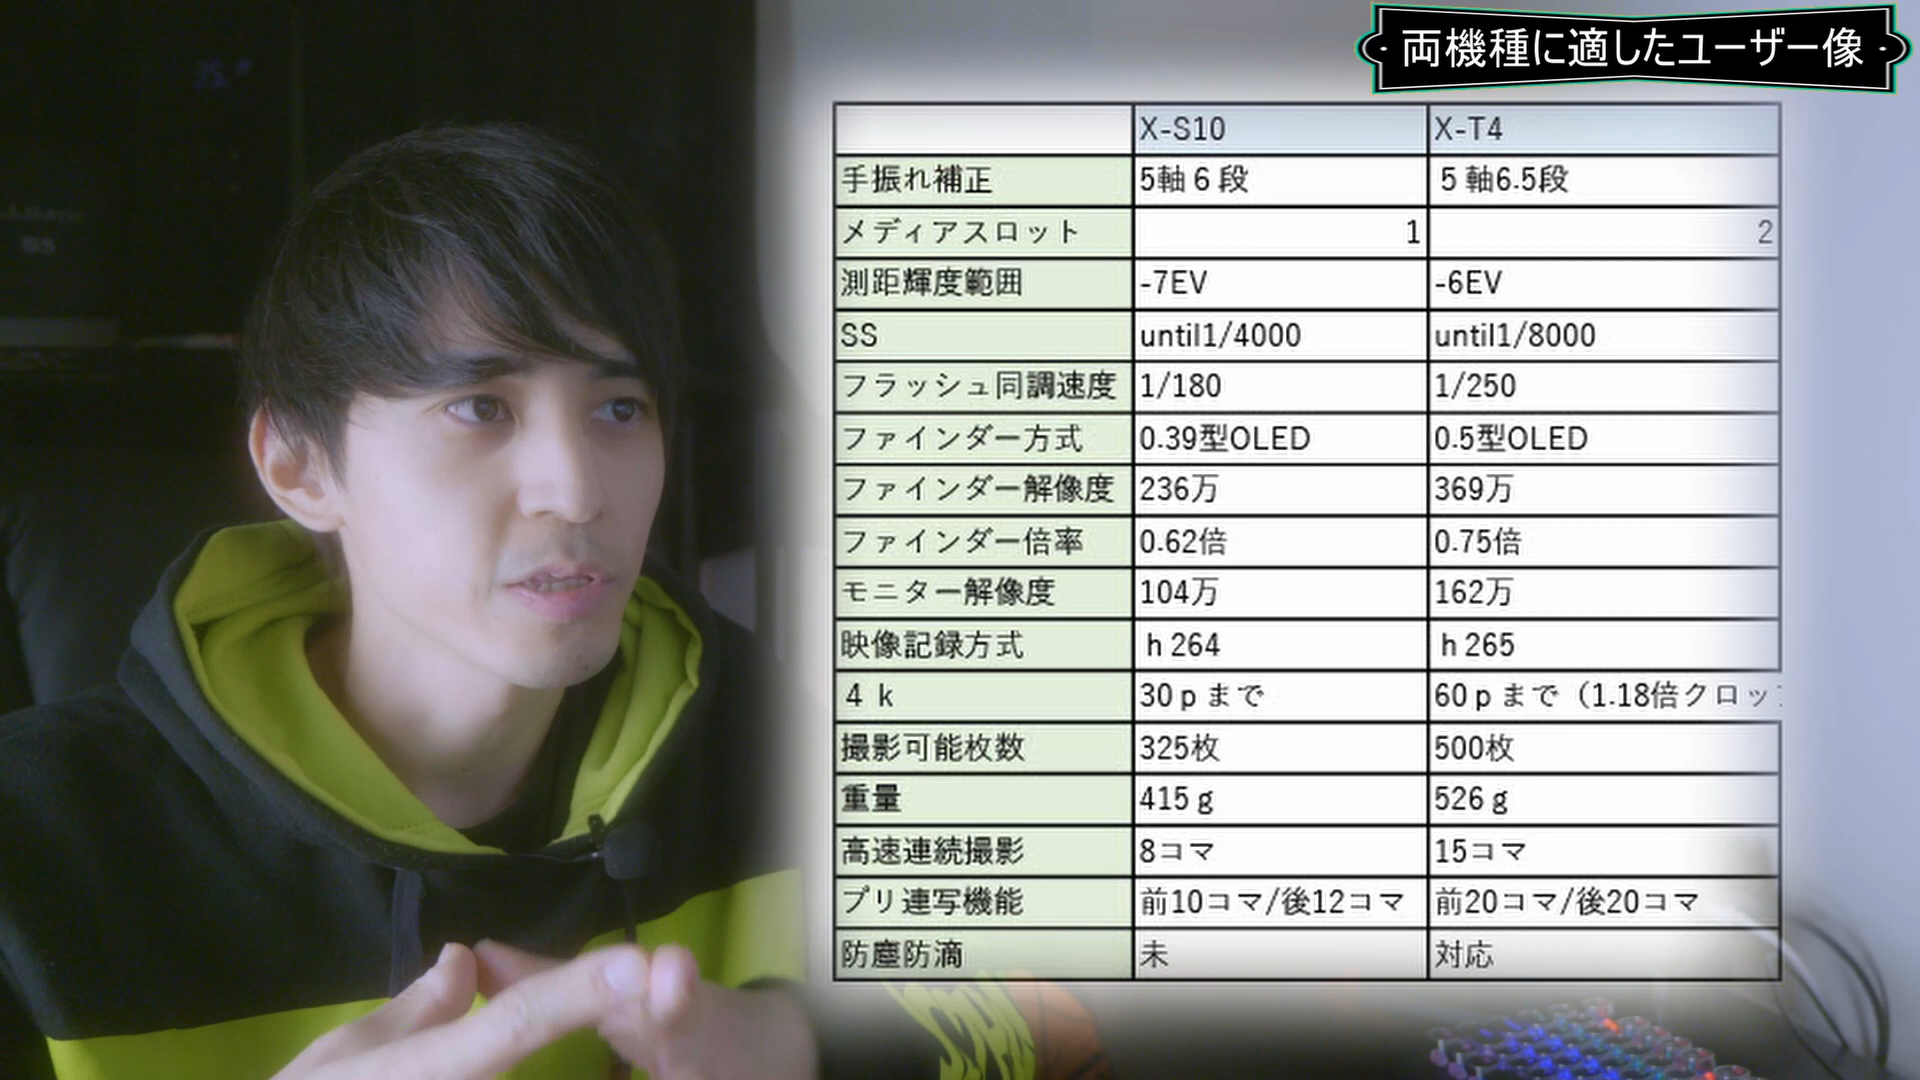 両機種に適したユーザー像
X-S10 X-T4
手振れ補正 5軸6段 5軸6.5段
メディアスロット 1 2
測距輝度範囲 -7EV -6EV
SS until1/4000 until1/8000
フラッシュ同調速度 1/180 1/250
ファインダー方式 0.39型OLED 0.5型OLED
ファインダー解像度 236万 369万
ファインダー倍率 0.62倍 0.75倍
モニター解像度 104万 162万
映像記録方式 h264 h265
4k 30pまで 60pまで（1.18倍クロッ
撮影可能枚数 325枚 500枚
重量 415g 526g
高速連続撮影 8コマ 15コマ
プリ連写機能 前10コマ/後12コマ 前20コマ/後20コマ
防塵防滴 未 対応